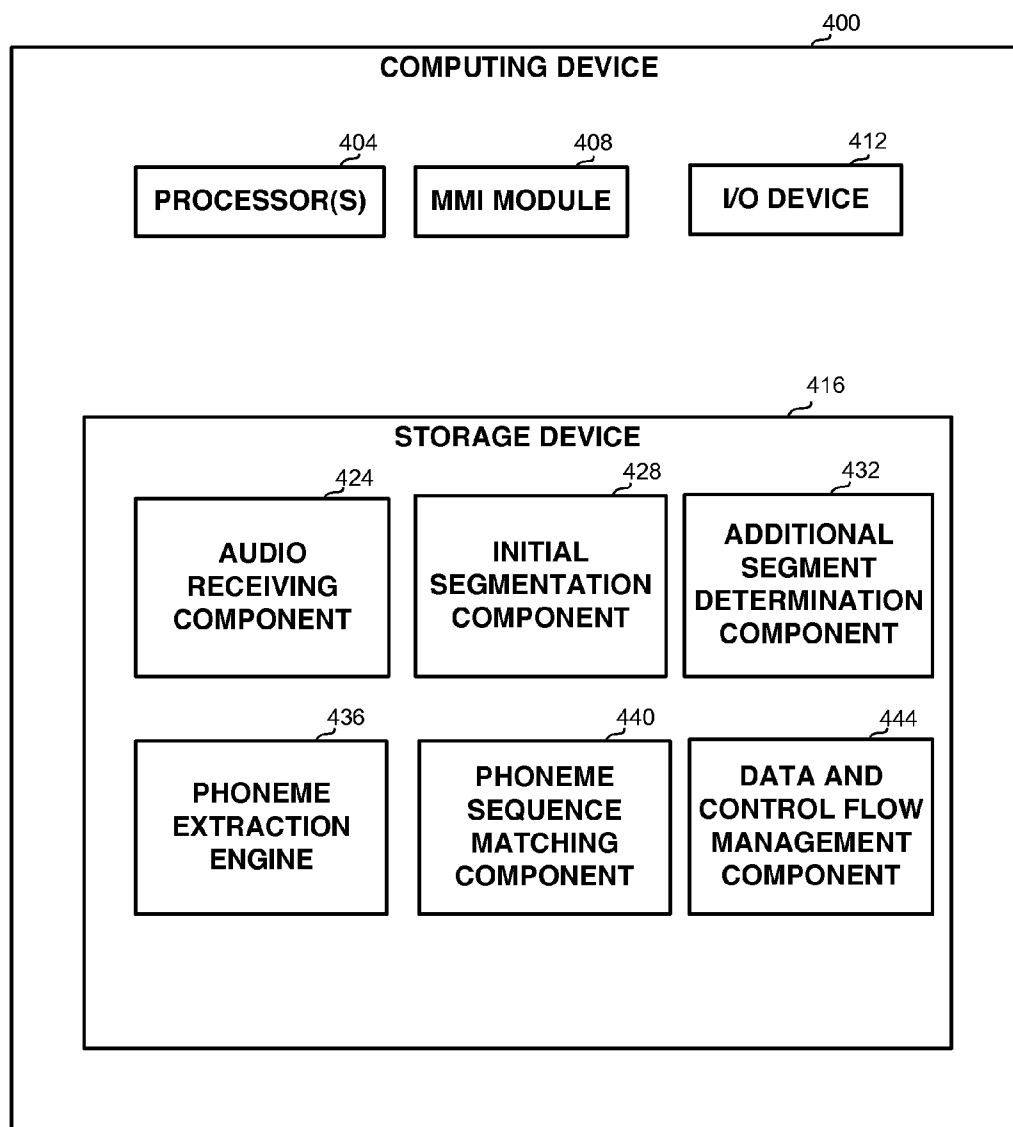 400
COMPUTING DEVICE
404
PROCESSOR(S)
408
MMI MODULE
412
I/O DEVICE
416
STORAGE DEVICE
424
AUDIO
RECEIVING
COMPONENT
428
INITIAL
SEGMENTATION
COMPONENT
432
ADDITIONAL
SEGMENT
DETERMINATION
COMPONENT
436
PHONEME
EXTRACTION
ENGINE
440
PHONEME
SEQUENCE
MATCHING
COMPONENT
444
DATA AND
CONTROL FLOW
MANAGEMENT
COMPONENT